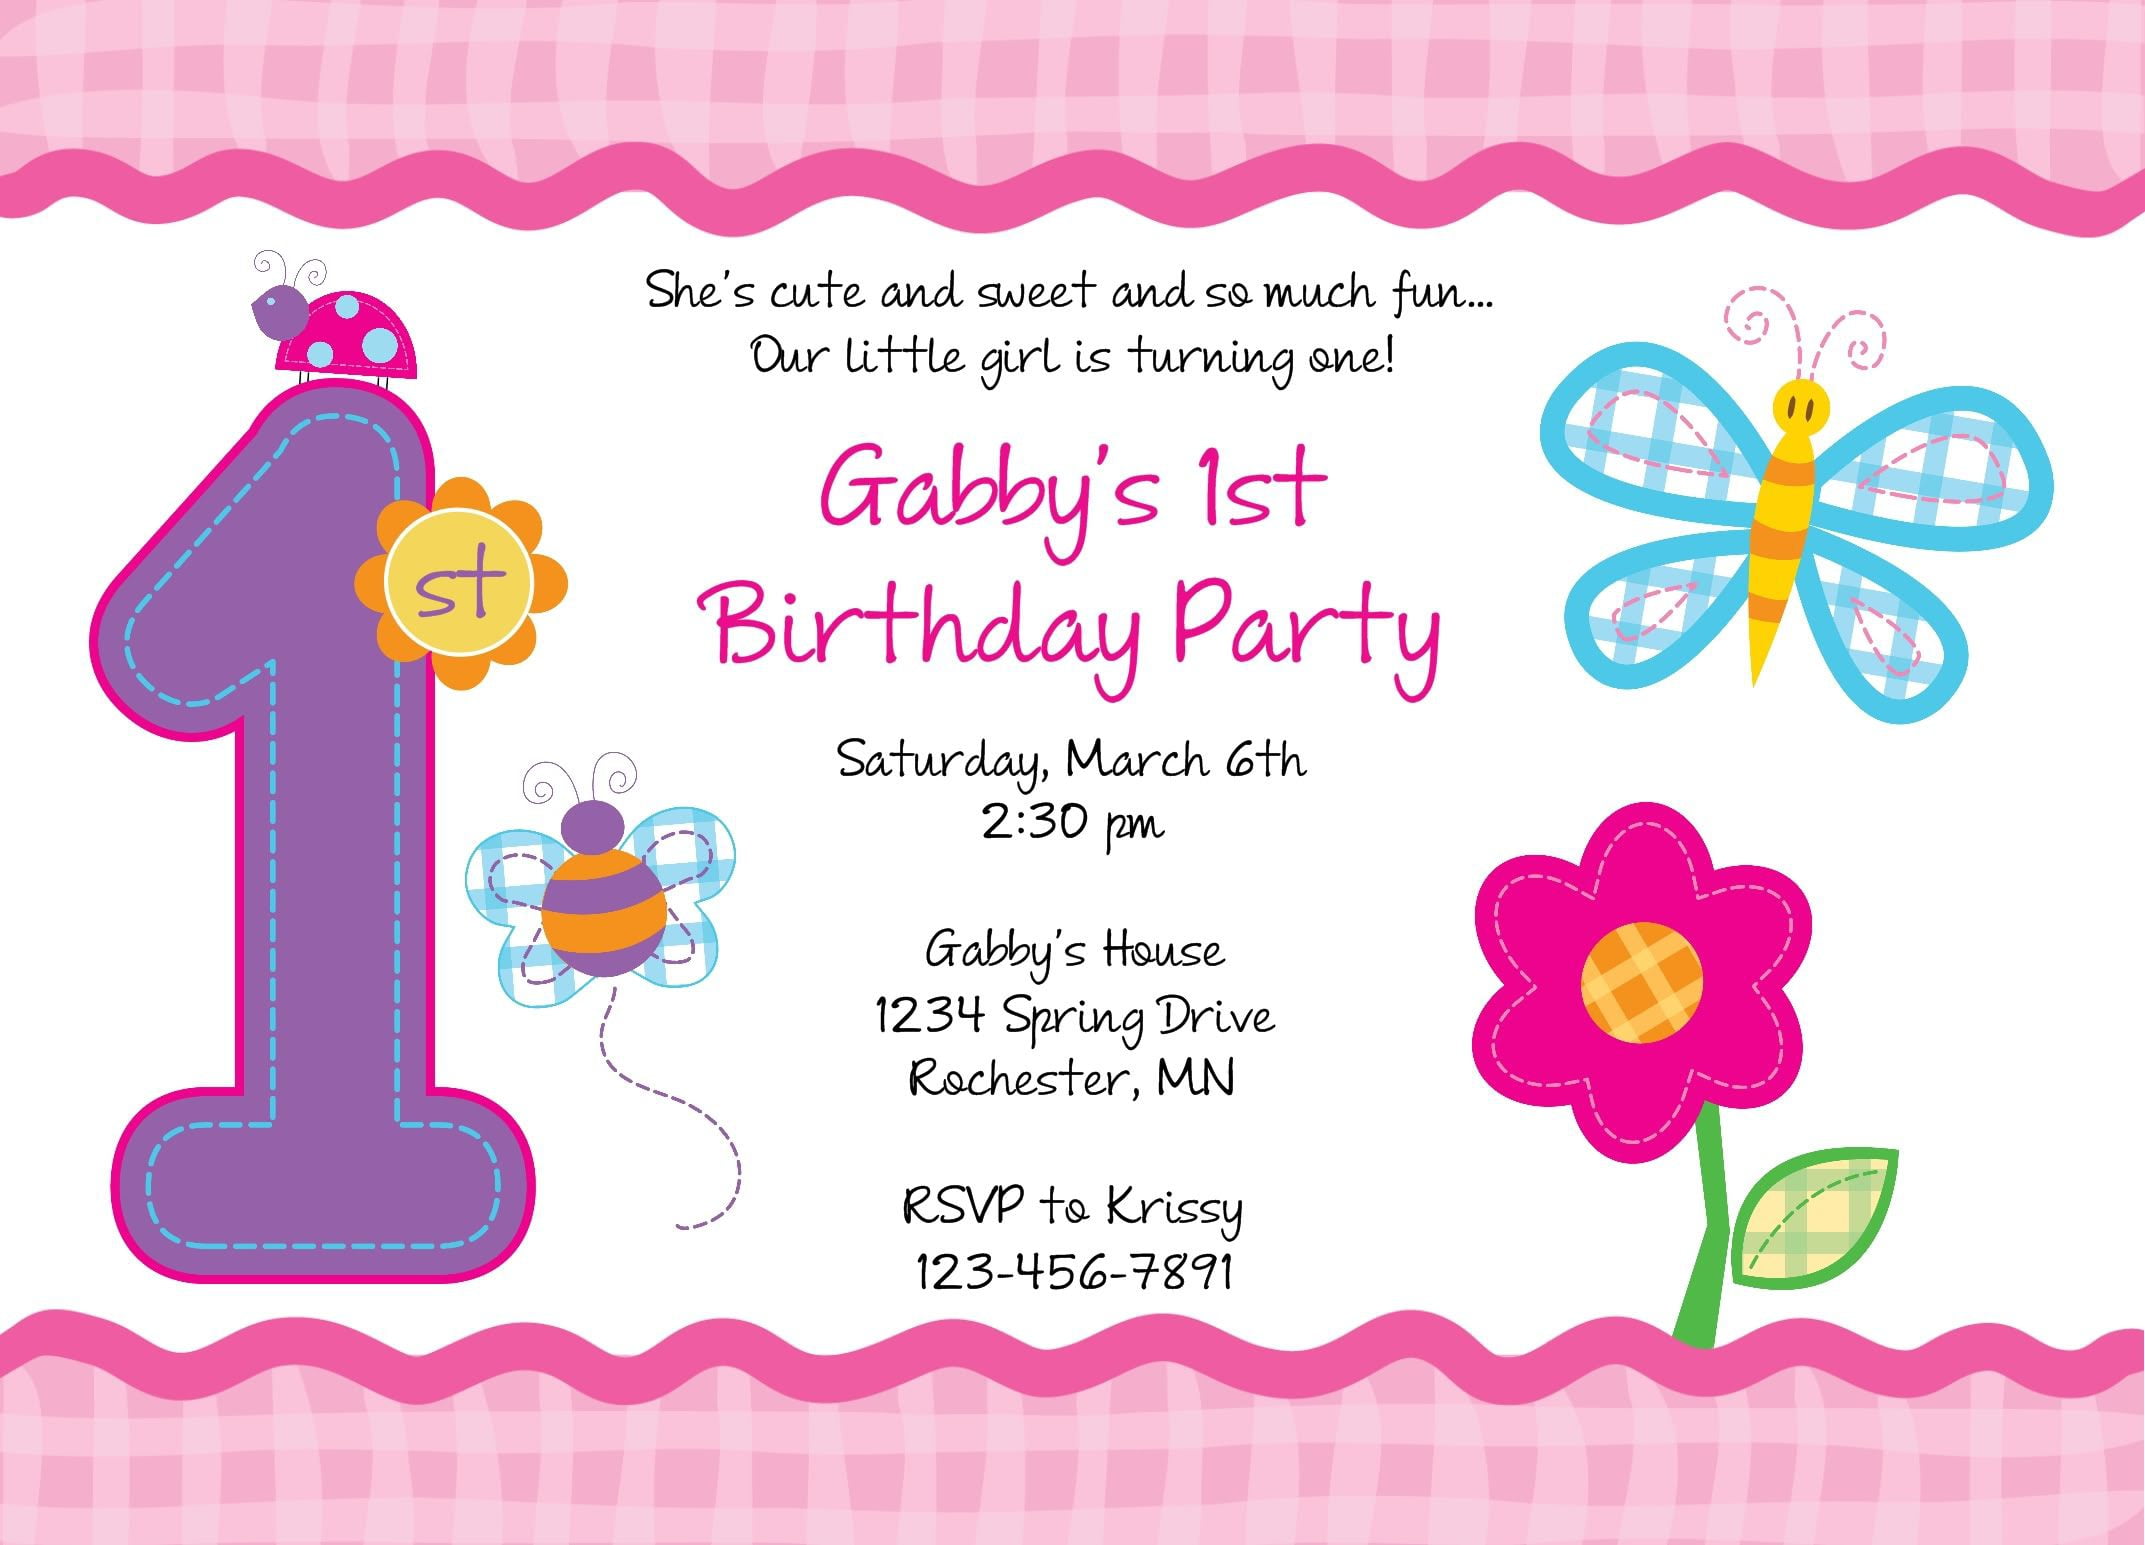 She's cute and sweet and so much fun...
Our little girl is turning one!
Gabby's 1st
Birthday Party
1
st
Saturday, March 6th
2:30 pm
Gabby's House
1234 Spring Drive
Rochester, MN
RSVP to Krissy
123-456-7891